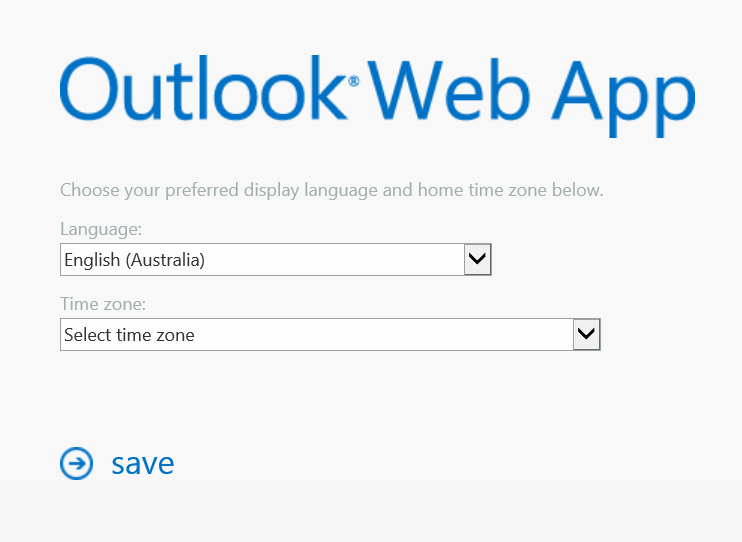 Outlook® Web App
Choose your preferred display language and home time zone below.
Language:
English (Australia)
Time zone:
Select time zone
save